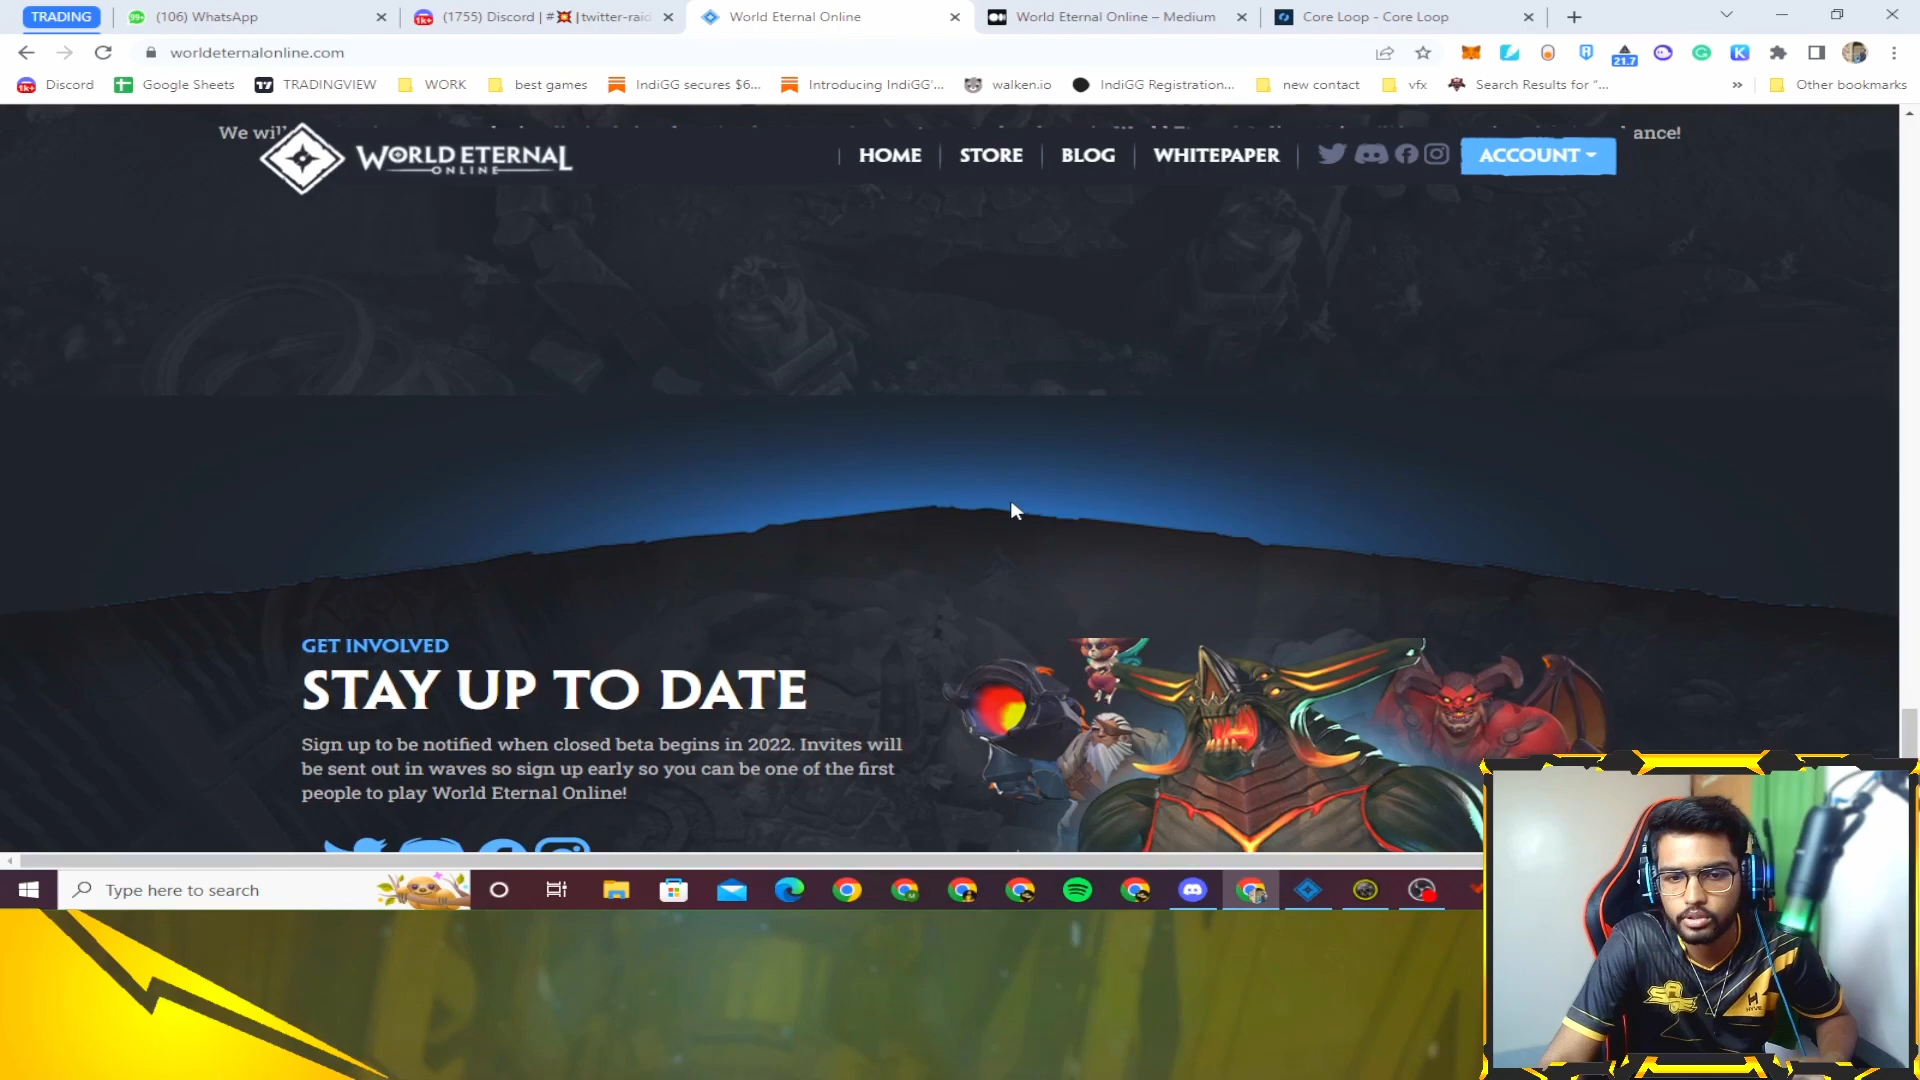 TRADING
(106) WhatsApp
(1755) Discord | #💥 | twitter-raid
World Eternal Online
World Eternal Online – Medium
Core Loop - Core Loop
worldeternalonline.com
21.7
Discord
Google Sheets
TRADINGVIEW
WORK
best games
IndiGG secures $6...
Introducing IndiGG'...
walken.io
IndiGG Registration...
new contact
vfx
Search Results for "...
Other bookmarks
We will
ance!
WORLD ETERNAL
ONLINE
HOME
STORE
BLOG
WHITEPAPER
ACCOUNT
GET INVOLVED
STAY UP TO DATE
Sign up to be notified when closed beta begins in 2022. Invites will
be sent out in waves so sign up early so you can be one of the first
people to play World Eternal Online!
Type here to search